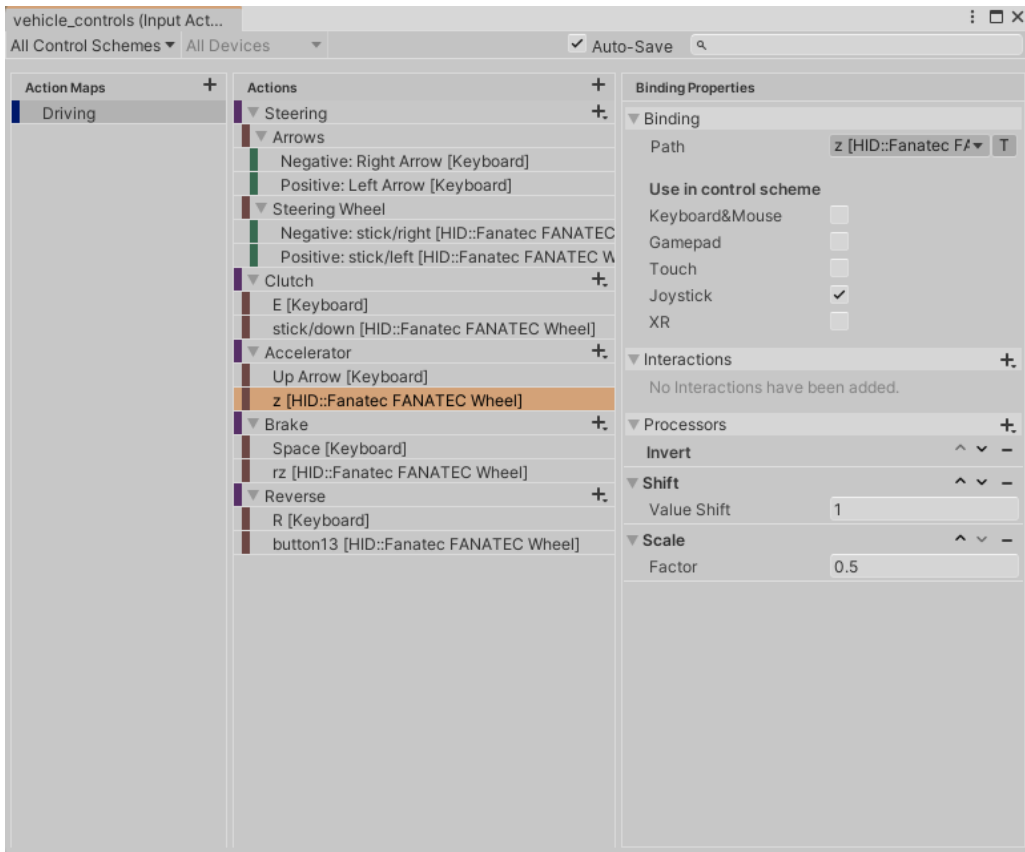 vehicle_controls (Input Act...
All Control Schemes All Devices Auto-Save
Action Maps
Driving
Actions
Steering
Arrows
Negative: Right Arrow [Keyboard]
Positive: Left Arrow [Keyboard]
Steering Wheel
Negative: stick/right [HID::Fanatec FANATEC
Positive: stick/left [HID::Fanatec FANATEC W
Clutch
E [Keyboard]
stick/down [HID::Fanatec FANATEC Wheel]
Accelerator
Up Arrow [Keyboard]
z [HID::Fanatec FANATEC Wheel]
Brake
Space [Keyboard]
rz [HID::Fanatec FANATEC Wheel]
Reverse
R [Keyboard]
button13 [HID::Fanatec FANATEC Wheel]
Binding Properties
Binding
Path z [HID::Fanatec FA T
Use in control scheme
Keyboard&Mouse
Gamepad
Touch
Joystick
XR
Interactions
No Interactions have been added.
Processors
Invert
Shift
Value Shift 1
Scale
Factor 0.5